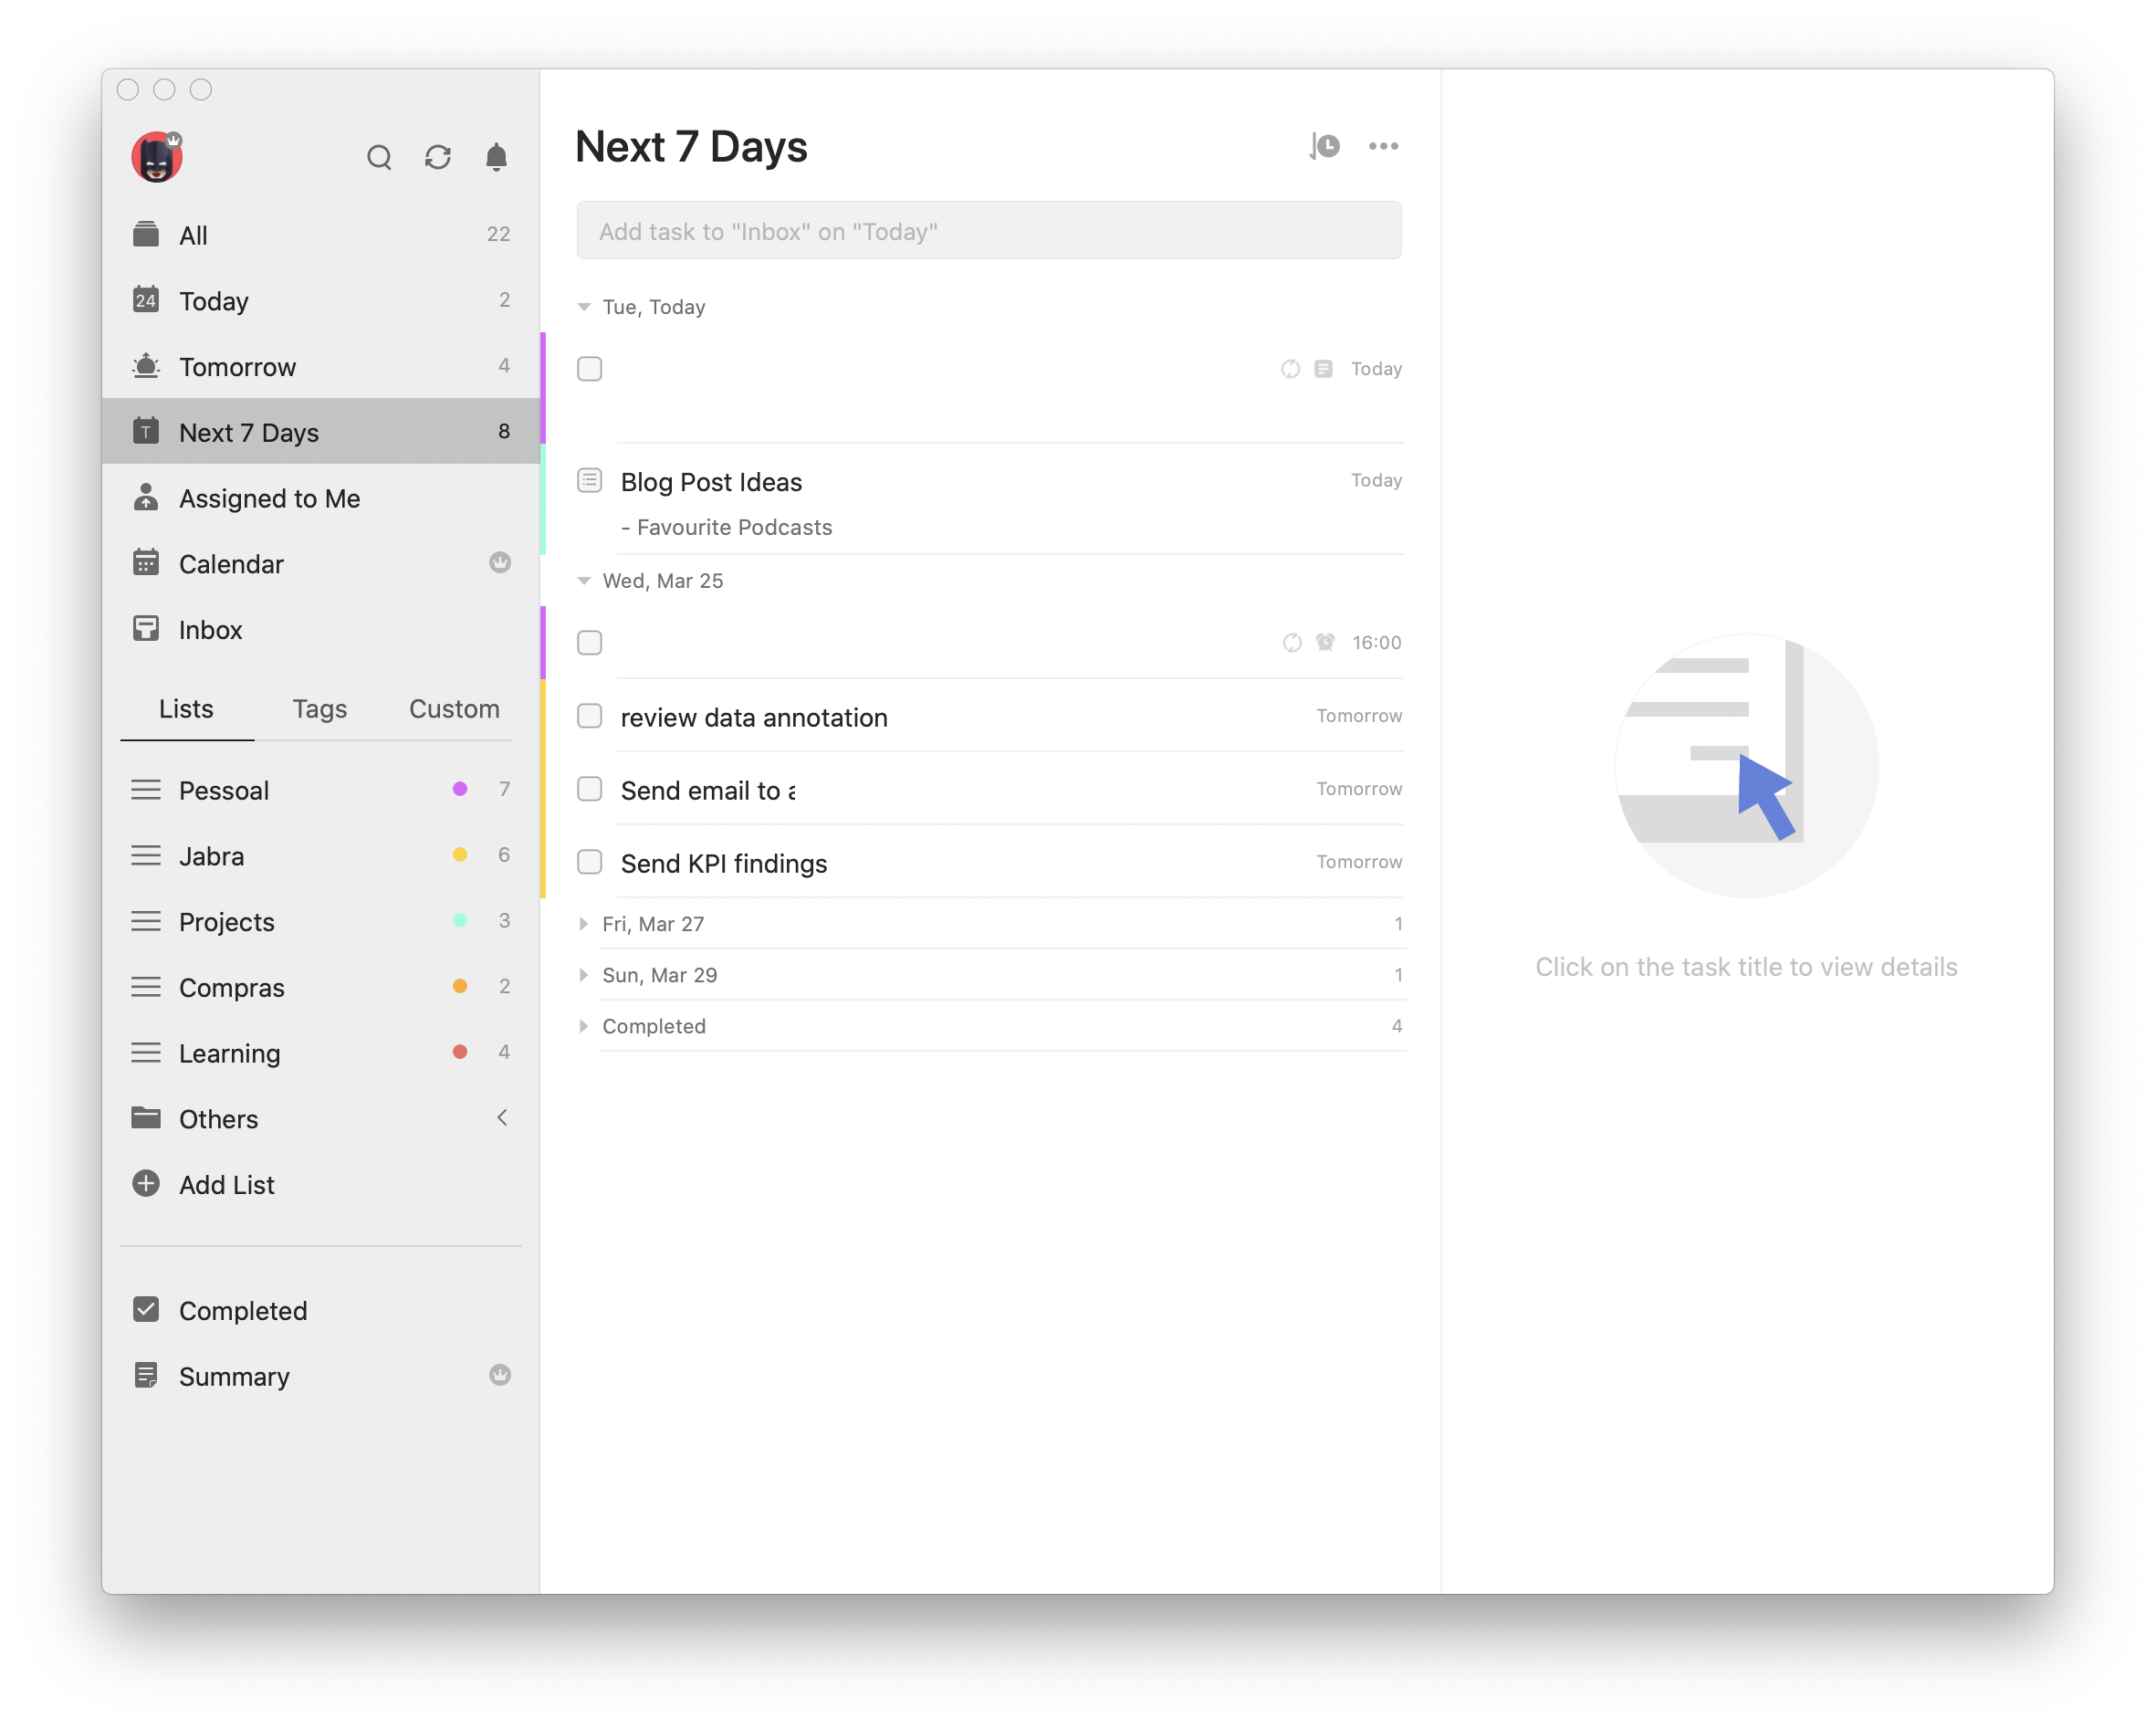 All 22
24 Today 2
Tomorrow 4
T Next 7 Days 8
Assigned to Me
Calendar
Inbox
Lists Tags Custom
Pessoal 7
Jabra 6
Projects 3
Compras 2
Learning 4
Others
Add List
Completed
Summary
Next 7 Days
Add task to "Inbox" on "Today"
Tue, Today
Today
Blog Post Ideas Today
- Favourite Podcasts
Wed, Mar 25
16:00
review data annotation Tomorrow
Send email to Tomorrow
Send KPI findings Tomorrow
Fri, Mar 27 1
Sun, Mar 29 1
Completed 4
Click on the task title to view details